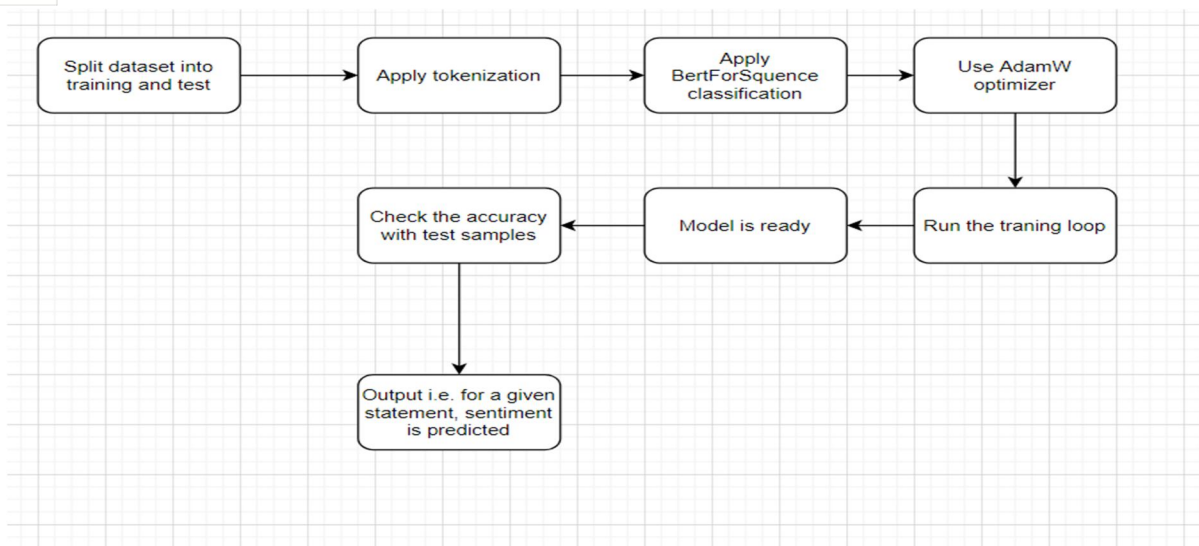 Split dataset into
training and test
Apply tokenization
Apply
BertForSquence
classification
Use AdamW
optimizer
Run the traning loop
Model is ready
Check the accuracy
with test samples
Output i.e. for a given
statement, sentiment
is predicted